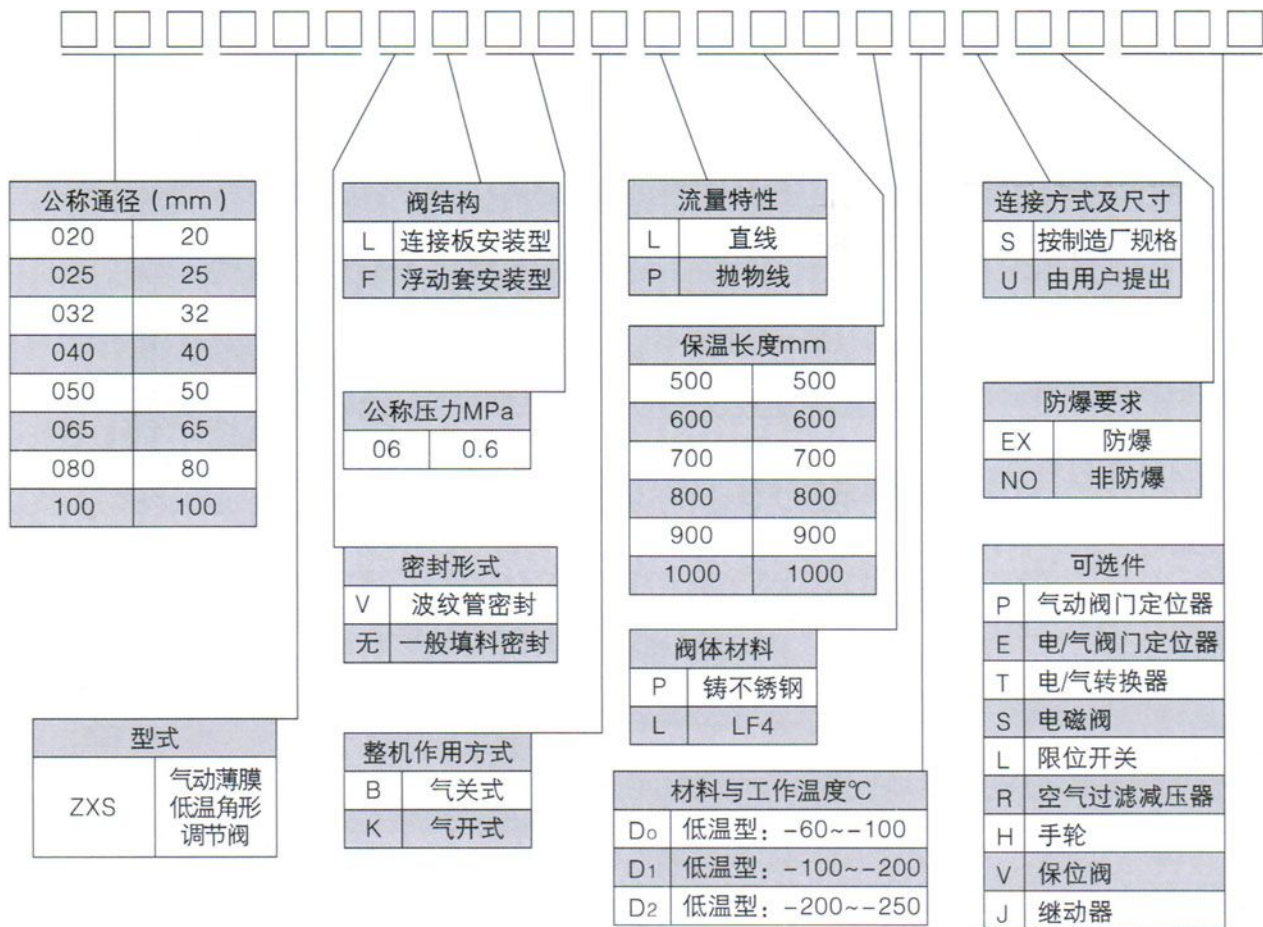 公称通径（mm）
020 20
025 25
032 32
040 40
050 50
065 65
080 80
100 100
型式
ZXS 气动薄膜
低温角形
调节阀
阀结构
L 连接板安装型
F 浮动套安装型
公称压力MPa
06 0.6
密封形式
V 波纹管密封
无 一般填料密封
整机作用方式
B 气关式
K 气开式
流量特性
L 直线
P 抛物线
保温长度mm
500 500
600 600
700 700
800 800
900 900
1000 1000
阀体材料
P 铸不锈钢
L LF4
材料与工作温度℃
D0 低温型：-60~-100
D1 低温型：-100~-200
D2 低温型：-200~-250
连接方式及尺寸
S 按制造厂规格
U 由用户提出
防爆要求
EX 防爆
NO 非防爆
可选件
P 气动阀门定位器
E 电/气阀门定位器
T 电/气转换器
S 电磁阀
L 限位开关
R 空气过滤减压器
H 手轮
V 保位阀
J 继动器